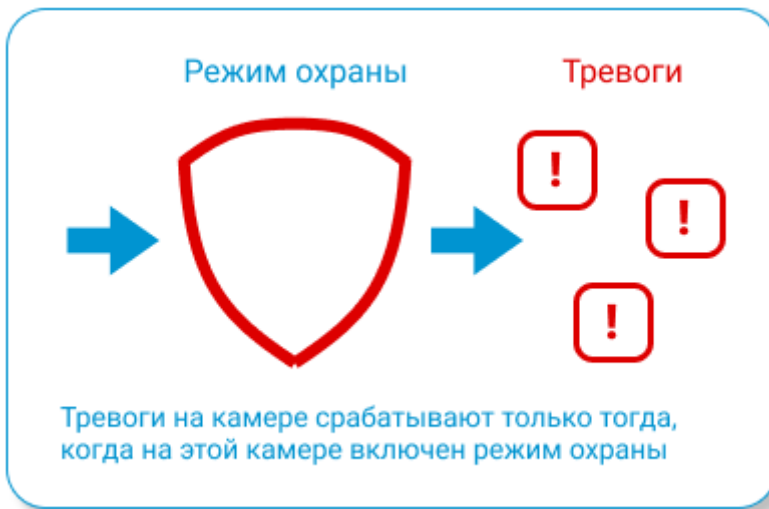 Режим охраны
Тревоги
!
!
!
Тревоги на камере срабатывают только тогда,
когда на этой камере включен режим охраны